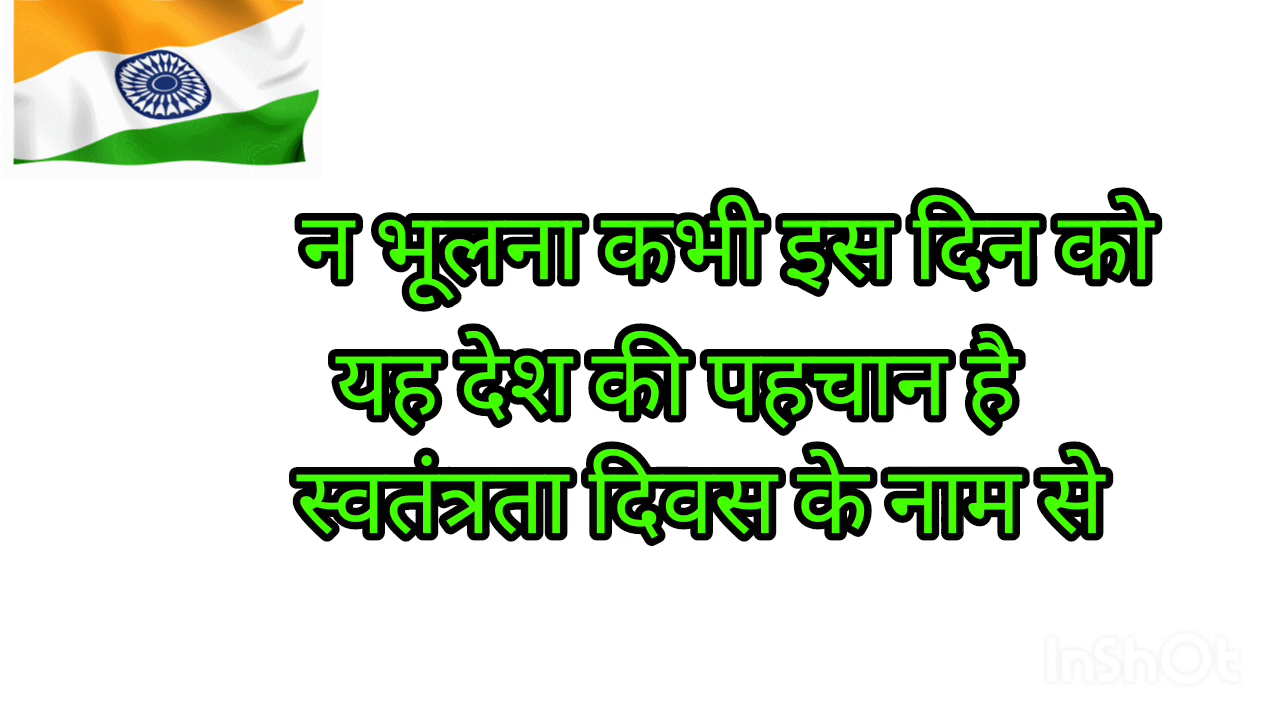 न भूलना कभी इस दिन को
यह देश की पहचान है
स्वतंत्रता दिवस के नाम से
InShOt